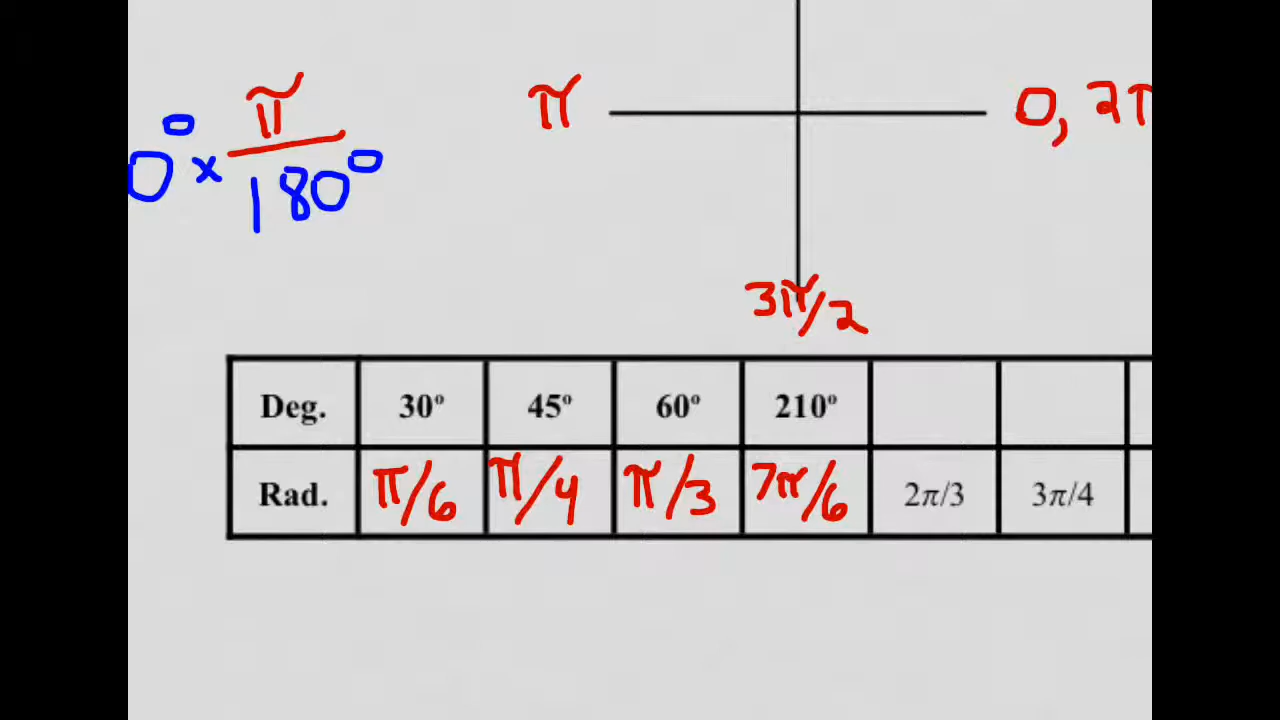 0° × π/180°
π
0, 2π
3π/2
Deg. 30° 45° 60° 210°
Rad. π/6 π/4 π/3 7π/6 2π/3 3π/4